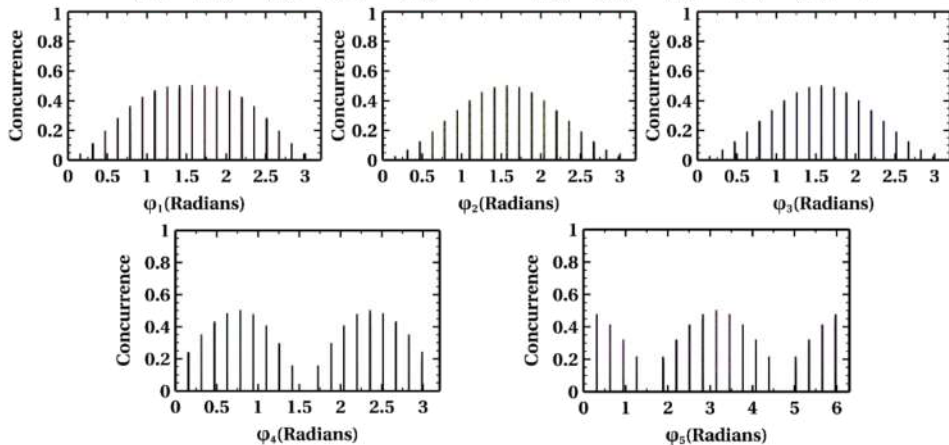 1 1 1
0.8 0.8 0.8
0.6 0.6 0.6
0.4 0.4 0.4
0.2 0.2 0.2
0 0 0
Concurrence Concurrence Concurrence
0 0.5 1 1.5 2 2.5 3 0 0.5 1 1.5 2 2.5 3 0 0.5 1 1.5 2 2.5 3
φ₁(Radians) φ₂(Radians) φ₃(Radians)
1 1
0.8 0.8
0.6 0.6
0.4 0.4
0.2 0.2
0 0
Concurrence Concurrence
0 0.5 1 1.5 2 2.5 3 0 1 2 3 4 5 6
φ₄(Radians) φ₅(Radians)